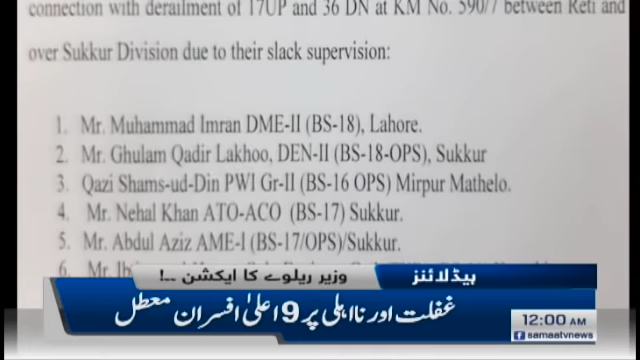 connection with derailment of 17UP and 36 DN at KM No. 590/7 between Reti and
over Sukkur Division due to their slack supervision:
1. Mr. Muhammad Imran DME-II (BS-18), Lahore.
2. Mr. Ghulam Qadir Lakhoo, DEN-II (BS-18-OPS), Sukkur
3. Qazi Shams-ud-Din PWI Gr-II (BS-16 OPS) Mirpur Mathelo.
4. Mr. Nehal Khan ATO-ACO (BS-17) Sukkur.
5. Mr. Abdul Aziz AME-I (BS-17/OPS)/Sukkur.
6. Mr.
ہیڈلائنز
وزیر ریلوے کا ایکشن ..!
غفلت اور نااہلی پر 9 اعلیٰ افسران معطل
12:00 AM
samaatvnews